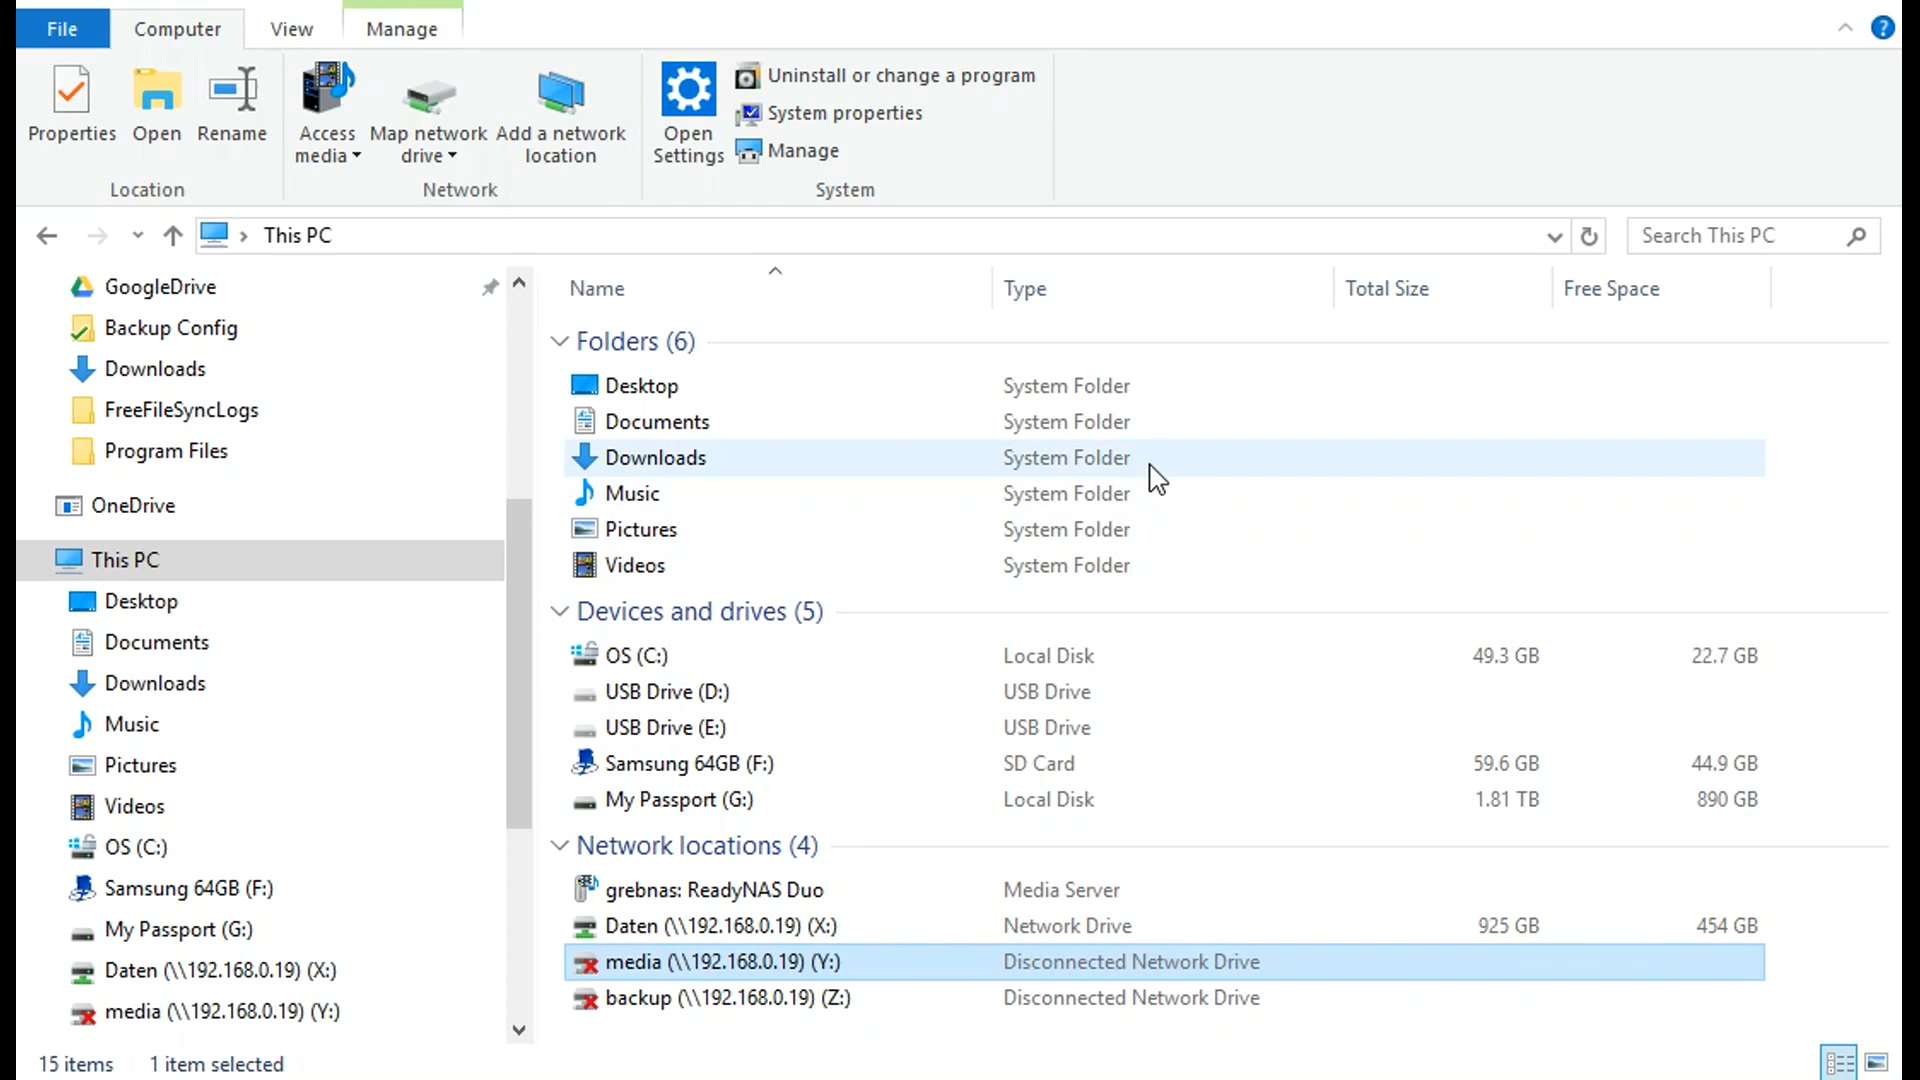 File Computer View Manage
Properties Open Rename Access media Map network drive Add a network location Open Settings
Uninstall or change a program
System properties
Manage
Location Network System
This PC
Search This PC
GoogleDrive
Backup Config
Downloads
FreeFileSyncLogs
Program Files
OneDrive
This PC
Desktop
Documents
Downloads
Music
Pictures
Videos
OS (C:)
Samsung 64GB (F:)
My Passport (G:)
Daten (\\192.168.0.19) (X:)
media (\\192.168.0.19) (Y:)
Name Type Total Size Free Space
Folders (6)
Desktop System Folder
Documents System Folder
Downloads System Folder
Music System Folder
Pictures System Folder
Videos System Folder
Devices and drives (5)
OS (C:) Local Disk 49.3 GB 22.7 GB
USB Drive (D:) USB Drive
USB Drive (E:) USB Drive
Samsung 64GB (F:) SD Card 59.6 GB 44.9 GB
My Passport (G:) Local Disk 1.81 TB 890 GB
Network locations (4)
grebnas: ReadyNAS Duo Media Server
Daten (\\192.168.0.19) (X:) Network Drive 925 GB 454 GB
media (\\192.168.0.19) (Y:) Disconnected Network Drive
backup (\\192.168.0.19) (Z:) Disconnected Network Drive
15 items 1 item selected